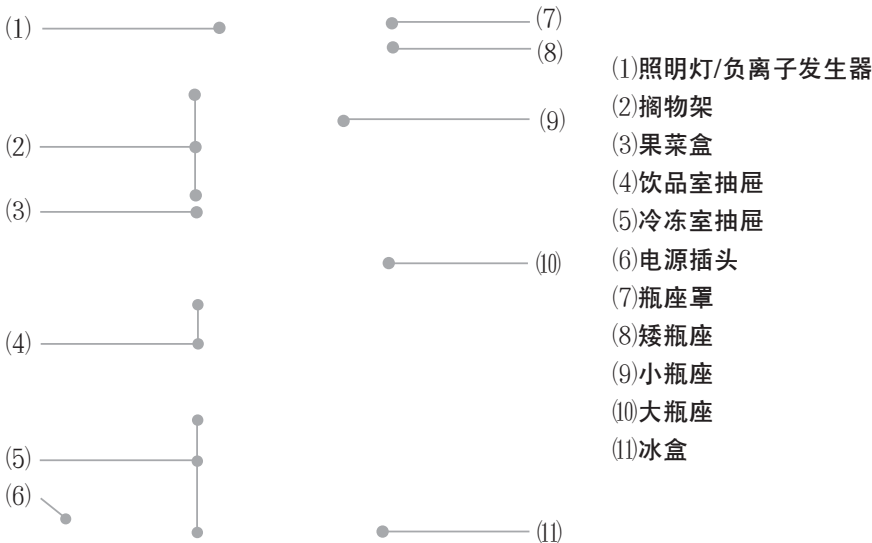 (1)
(2)
(3)
(4)
(5)
(6)
(7)
(8)
(9)
(10)
(11)
(1)照明灯/负离子发生器
(2)搁物架
(3)果菜盒
(4)饮品室抽屉
(5)冷冻室抽屉
(6)电源插头
(7)瓶座罩
(8)矮瓶座
(9)小瓶座
(10)大瓶座
(11)冰盒